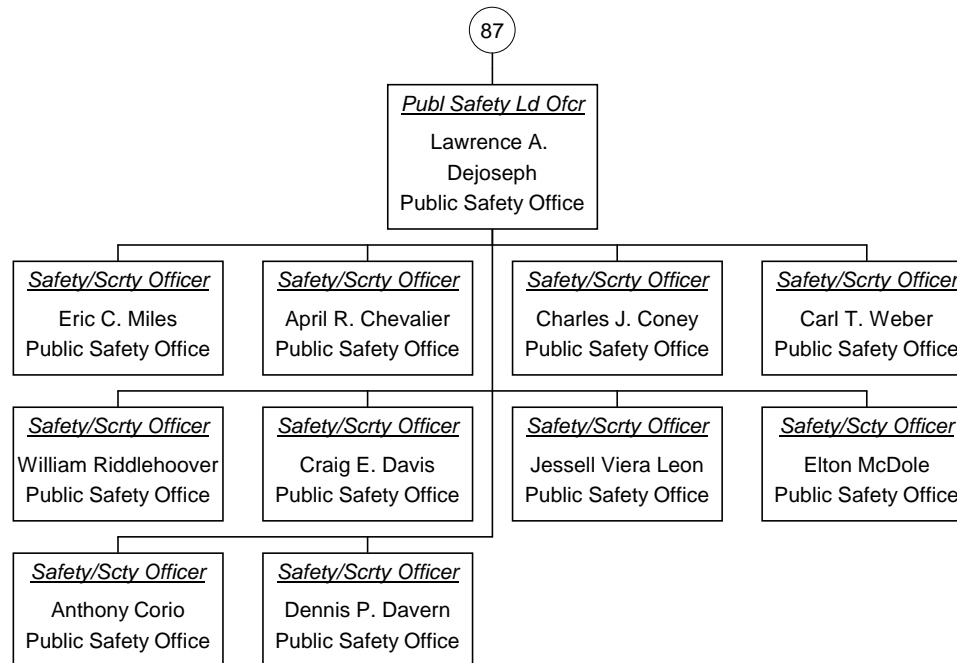 87
Publ Safety Ld Ofcr
Lawrence A.
Dejoseph
Public Safety Office
Safety/Scrty Officer
Eric C. Miles
Public Safety Office
Safety/Scrty Officer
April R. Chevalier
Public Safety Office
Safety/Scrty Officer
Charles J. Coney
Public Safety Office
Safety/Scrty Officer
Carl T. Weber
Public Safety Office
Safety/Scrty Officer
William Riddlehoover
Public Safety Office
Safety/Scrty Officer
Craig E. Davis
Public Safety Office
Safety/Scrty Officer
Jessell Viera Leon
Public Safety Office
Safety/Scty Officer
Elton McDole
Public Safety Office
Safety/Scty Officer
Anthony Corio
Public Safety Office
Safety/Scrty Officer
Dennis P. Davern
Public Safety Office